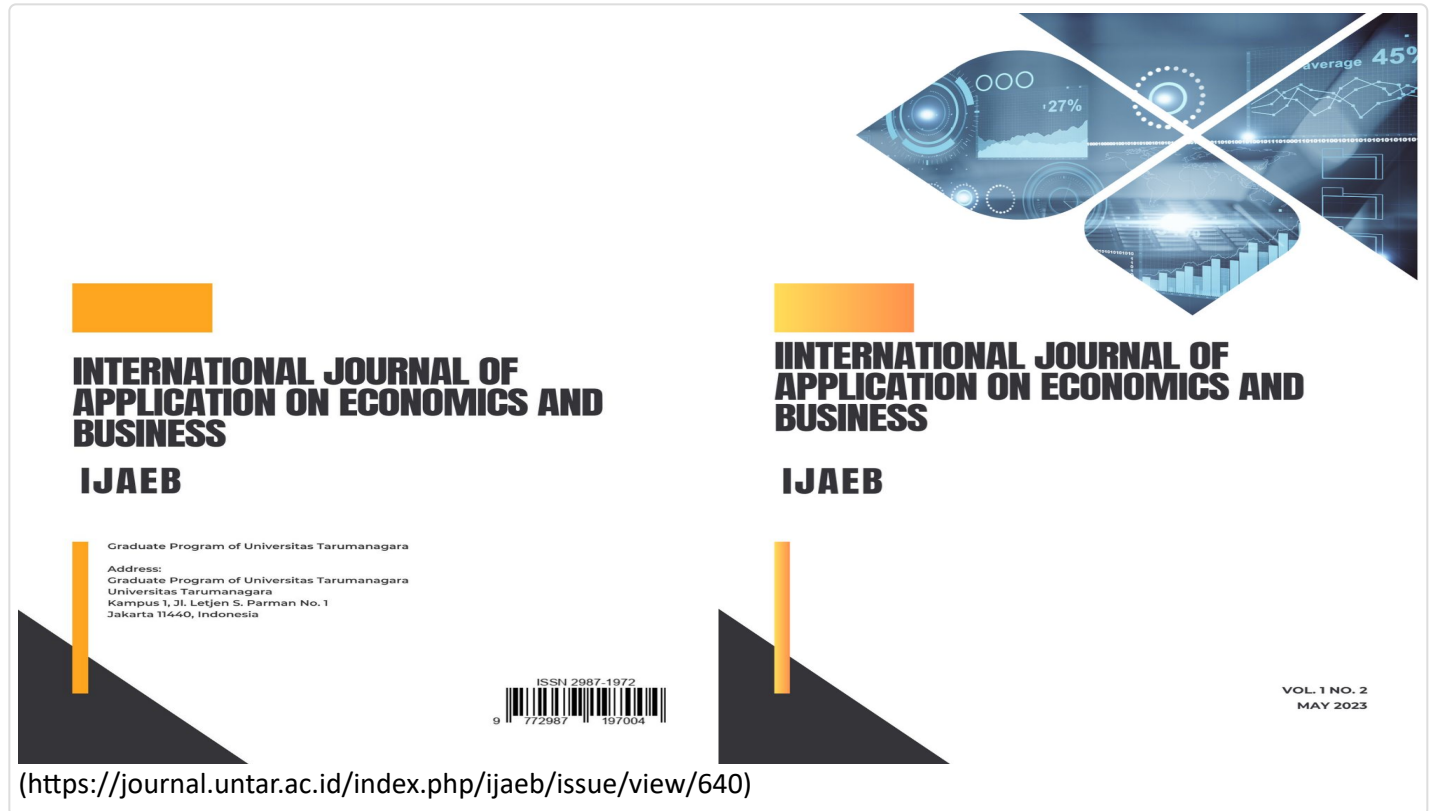 27%
average 45%
INTERNATIONAL JOURNAL OF
APPLICATION ON ECONOMICS AND
BUSINESS
IJAEB
Graduate Program of Universitas Tarumanagara
Address:
Graduate Program of Universitas Tarumanagara
Universitas Tarumanagara
Kampus 1, Jl. Letjen S. Parman No. 1
Jakarta 11440, Indonesia
ISSN 2987-1972
9 772987 197004
IINTERNATIONAL JOURNAL OF
APPLICATION ON ECONOMICS AND
BUSINESS
IJAEB
VOL. 1 NO. 2
MAY 2023
(https://journal.untar.ac.id/index.php/ijaeb/issue/view/640)